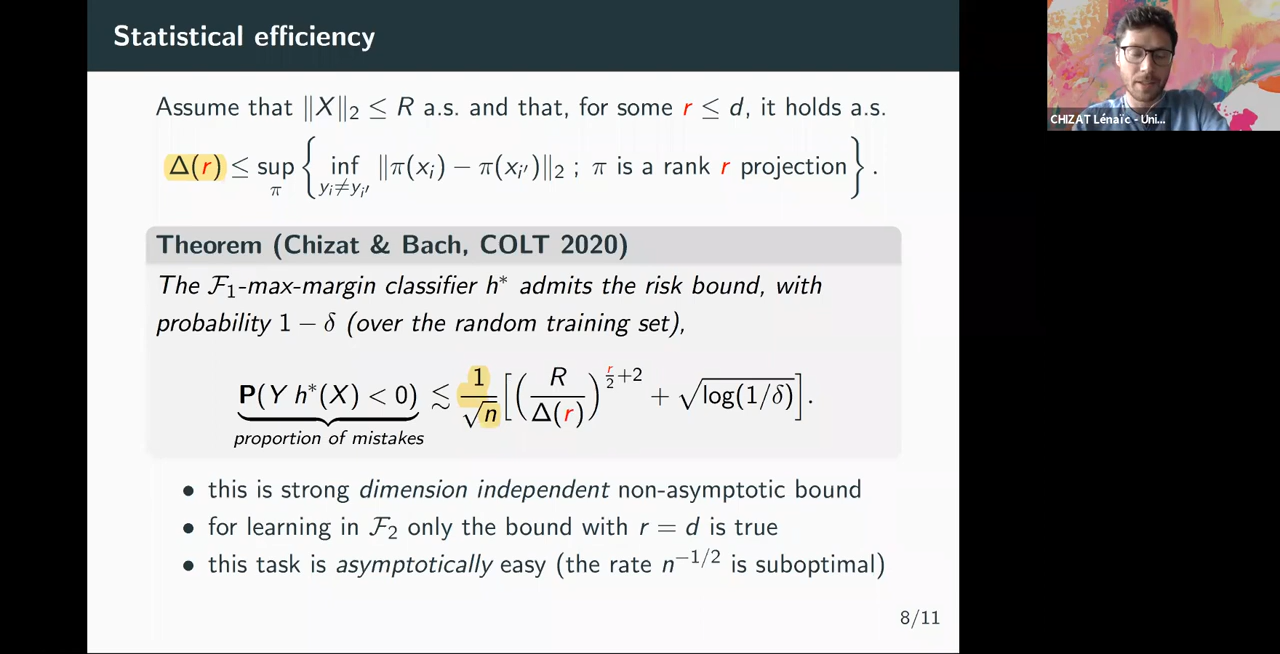 Statistical efficiency
Assume that ‖X‖₂ ≤ R a.s. and that, for some r ≤ d, it holds a.s.
Δ(r) ≤ sup_π { inf_{y_i≠y_{i'}} ‖π(x_i) − π(x_{i'})‖₂ ; π is a rank r projection } .
Theorem (Chizat & Bach, COLT 2020)
The F₁-max-margin classifier h* admits the risk bound, with
probability 1 − δ (over the random training set),
P(Y h*(X) < 0) ≲ 1/√n [ (R/Δ(r))^{r/2+2} + √log(1/δ) ].
proportion of mistakes
• this is strong dimension independent non-asymptotic bound
• for learning in F₂ only the bound with r = d is true
• this task is asymptotically easy (the rate n^{−1/2} is suboptimal)
8/11
CHIZAT Lénaïc - Uni...